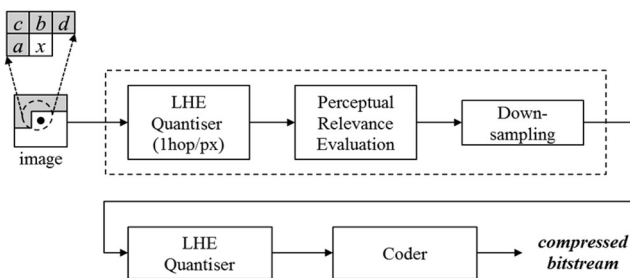 c b d
a x
image
LHE
Quantiser
(1hop/px)
Perceptual
Relevance
Evaluation
Down-
sampling
LHE
Quantiser
Coder
compressed
bitstream